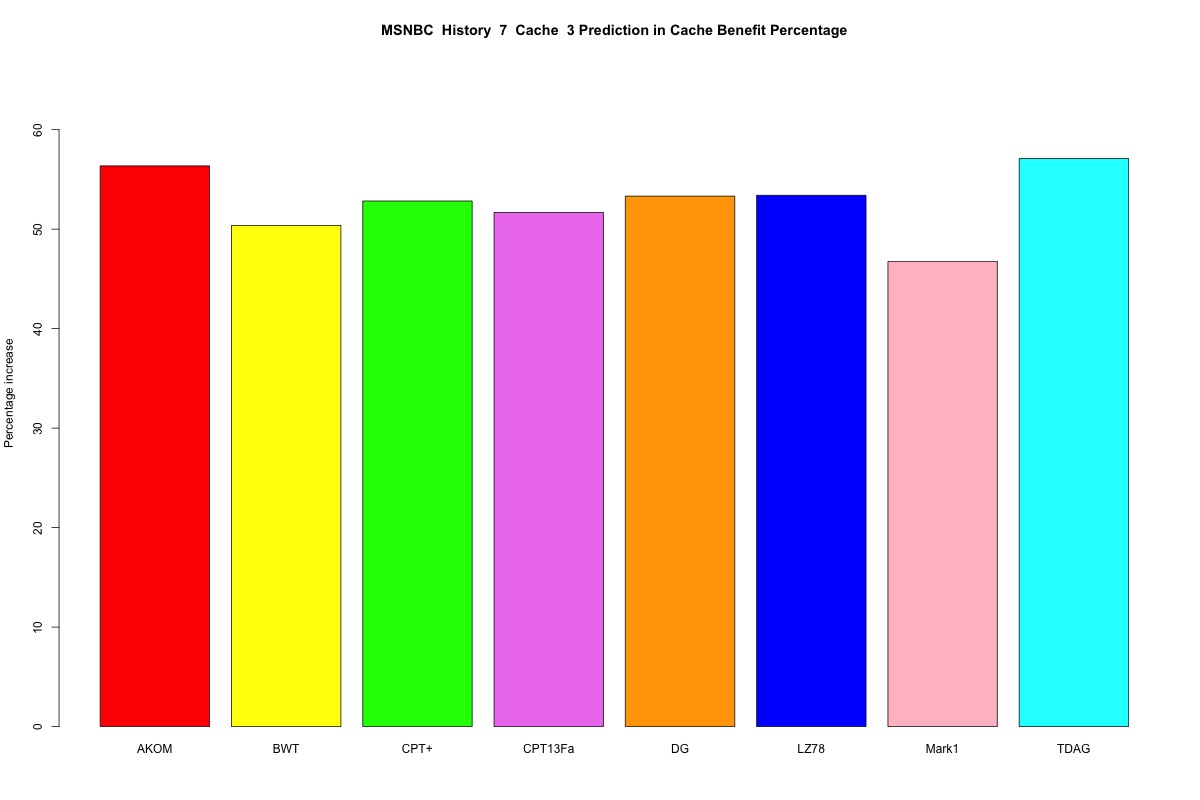 MSNBC  History  7  Cache  3 Prediction in Cache Benefit Percentage
Percentage increase
60
50
40
30
20
10
0
AKOM BWT CPT+ CPT13Fa DG LZ78 Mark1 TDAG